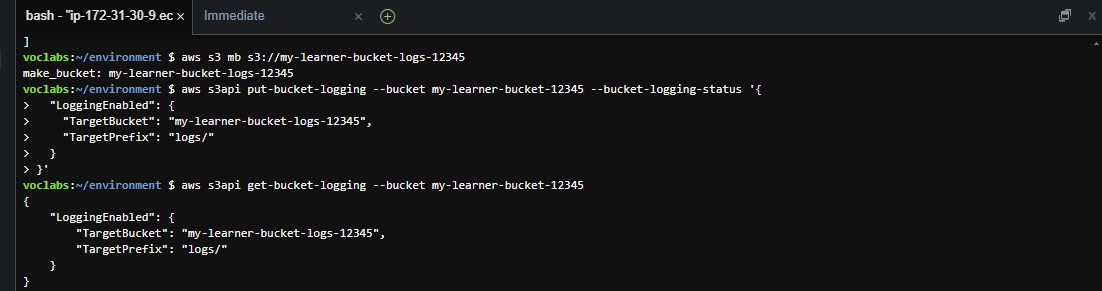 bash - "ip-172-31-30-9.ec × Immediate ×
]
voclabs:~/environment $ aws s3 mb s3://my-learner-bucket-logs-12345
make_bucket: my-learner-bucket-logs-12345
voclabs:~/environment $ aws s3api put-bucket-logging --bucket my-learner-bucket-12345 --bucket-logging-status '{
>   "LoggingEnabled": {
>     "TargetBucket": "my-learner-bucket-logs-12345",
>     "TargetPrefix": "logs/"
>   }
> }'
voclabs:~/environment $ aws s3api get-bucket-logging --bucket my-learner-bucket-12345
{
    "LoggingEnabled": {
        "TargetBucket": "my-learner-bucket-logs-12345",
        "TargetPrefix": "logs/"
    }
}